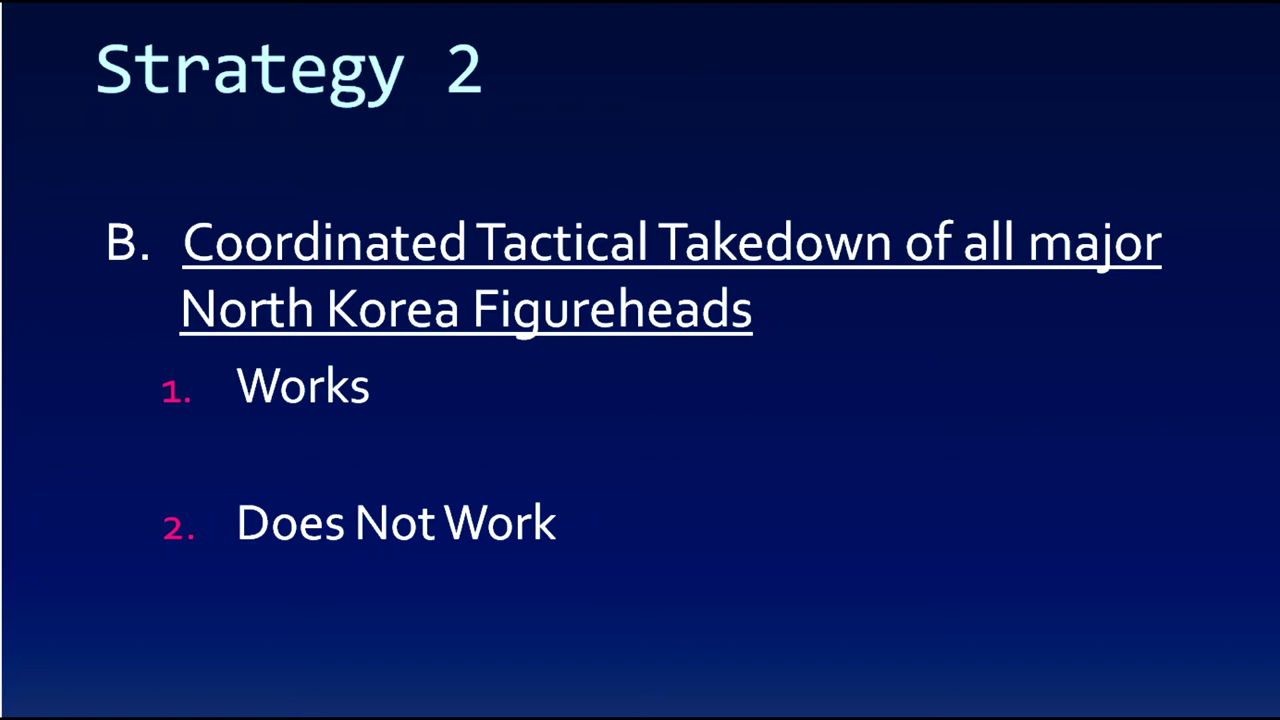 Strategy 2
B. Coordinated Tactical Takedown of all major
North Korea Figureheads
1. Works
2. Does Not Work